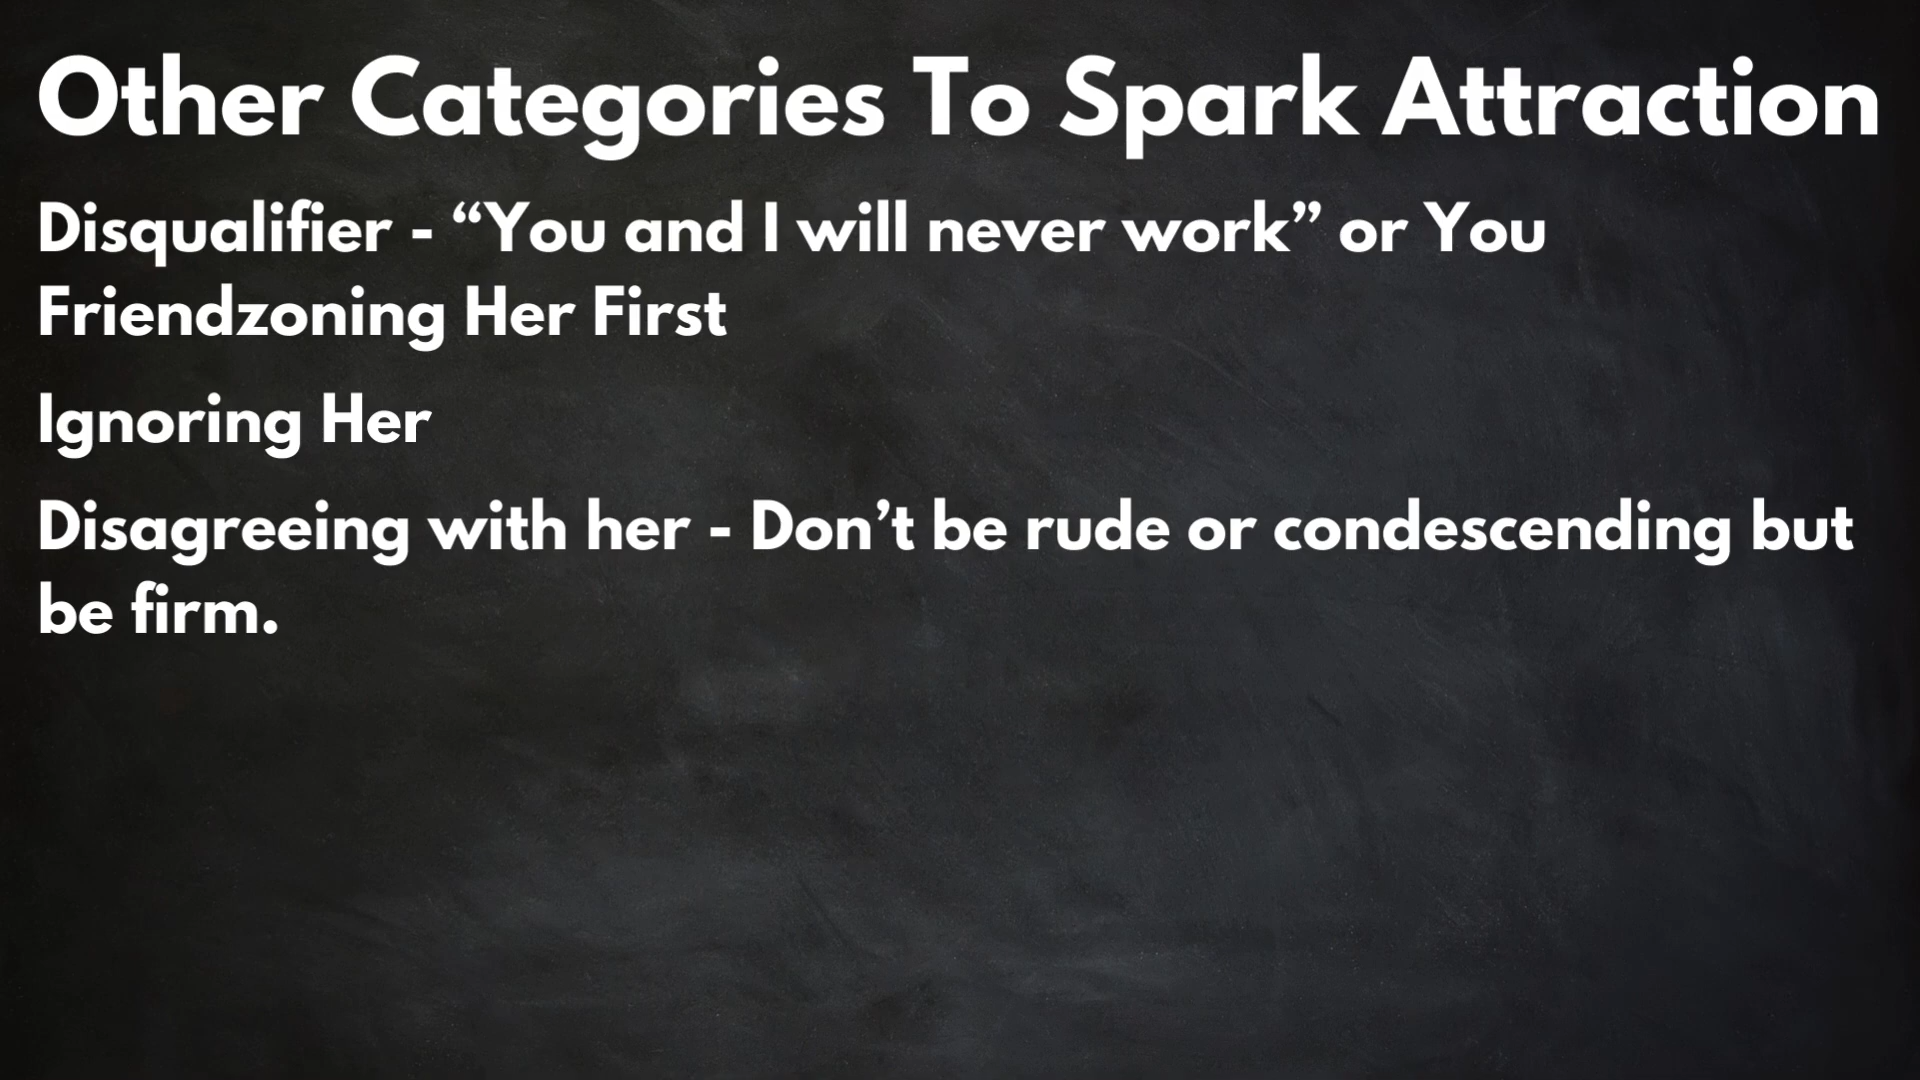 Other Categories To Spark Attraction
Disqualifier - “You and I will never work” or You
Friendzoning Her First
Ignoring Her
Disagreeing with her - Don’t be rude or condescending but
be firm.